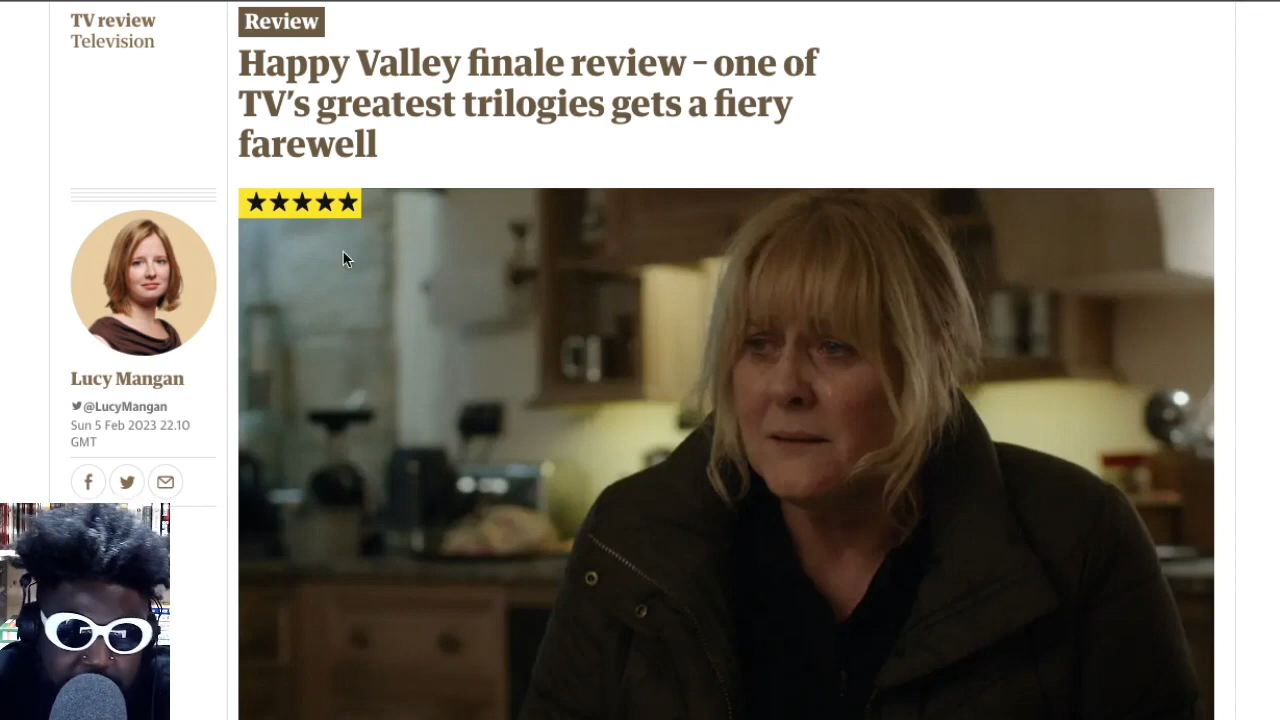 TV review
Television
Review
Happy Valley finale review – one of
TV’s greatest trilogies gets a fiery
farewell
★★★★★
Lucy Mangan
@LucyMangan
Sun 5 Feb 2023 22.10
GMT